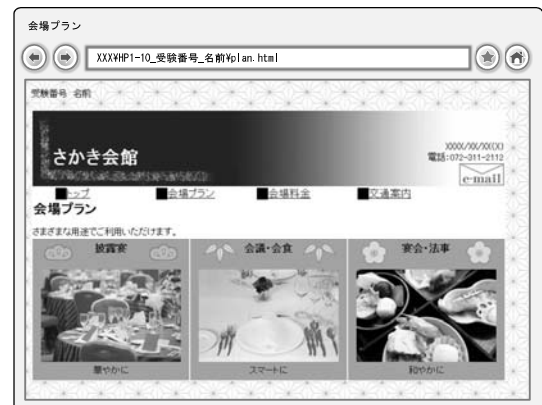 会場プラン
XXX¥HP1-10_受験番号_名前¥plan.html
受験番号 名前
さかき会館
XXXX/XX/XX(X)
電話:072-311-2112
e-mail
トップ 会場プラン 会場料金 交通案内
会場プラン
さまざまな用途でご利用いただけます。
披露宴 会議・会食 宴会・法事
華やかに スマートに 和やかに